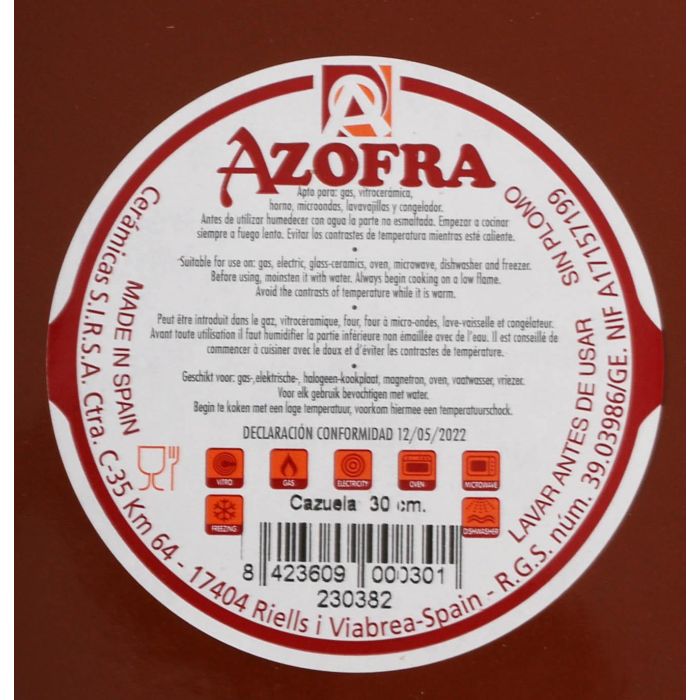 AZOFRA
Apto para: gas, vitrocerámica,
horno, microondas, lavavajillas y congelador.
Antes de utilizar humedecer con agua la parte no esmaltada. Empezar a cocinar
siempre a fuego lento. Evitar los contrastes de temperatura mientras esté caliente.
Suitable for use on: gas, electric, glass-ceramics, oven, microwave, dishwasher and freezer.
Before using, moinsten it with water. Always begin cooking on a low flame.
Avoid the contrasts of temperature while it is warm.
Peut être introduit dans le gaz, vitrocéramique, four, four à micro-ondes, lave-vaisselle et congélateur.
Avant toute utilisation il faut humidifier la partie inférieure non émaillée avec de l'eau. Il est conseillé de
commencer à cuisiner avec le doux et d'éviter les contrastes de température.
Geschikt voor: gas-, elektrische-, halogeen-kookplaat, magnetron, oven, vaatwasser, vriezer.
Voor elk gebruik bevochtigen met water.
Begin te koken met een lage temperatuur, voorkom hiermee een temperatuurschock.
DECLARACIÓN CONFORMIDAD 12/05/2022
VITRO GAS ELECTRICITY OVEN MICROWAVE
Cazuela 30 cm.
FREEZING DISHWASHER
8 423609 000301
230382
MADE IN SPAIN
SIN PLOMO
LAVAR ANTES DE USAR
Cerámicas S.I.R.S.A. Ctra. C-35 Km 64 - 17404 Riells i Viabrea-Spain - R.G.S. núm. 39.03986/GE. NIF A17157199